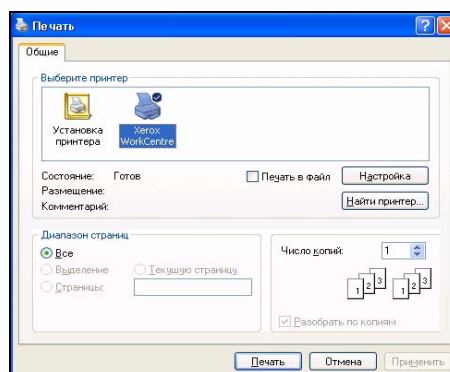 Печать
Общие
Выберите принтер
Установка принтера
Xerox WorkCentre
Состояние: Готов
Размещение:
Комментарий:
Печать в файл
Настройка
Найти принтер...
Диапазон страниц
Все
Выделение
Текущую страницу
Страницы:
Число копий: 1
1 2 3 1 2 3
Разобрать по копиям
Печать
Отмена
Применить